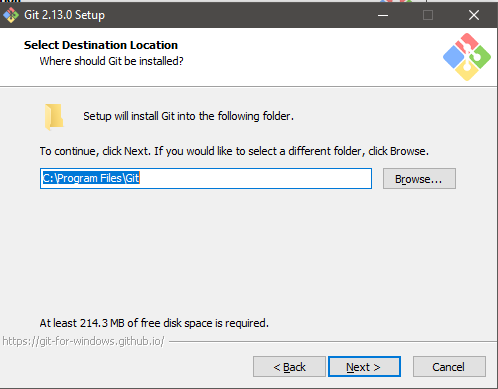 Git 2.13.0 Setup
Select Destination Location
Where should Git be installed?
Setup will install Git into the following folder.
To continue, click Next. If you would like to select a different folder, click Browse.
C:\Program Files\Git
Browse...
At least 214.3 MB of free disk space is required.
https://git-for-windows.github.io/
< Back
Next >
Cancel